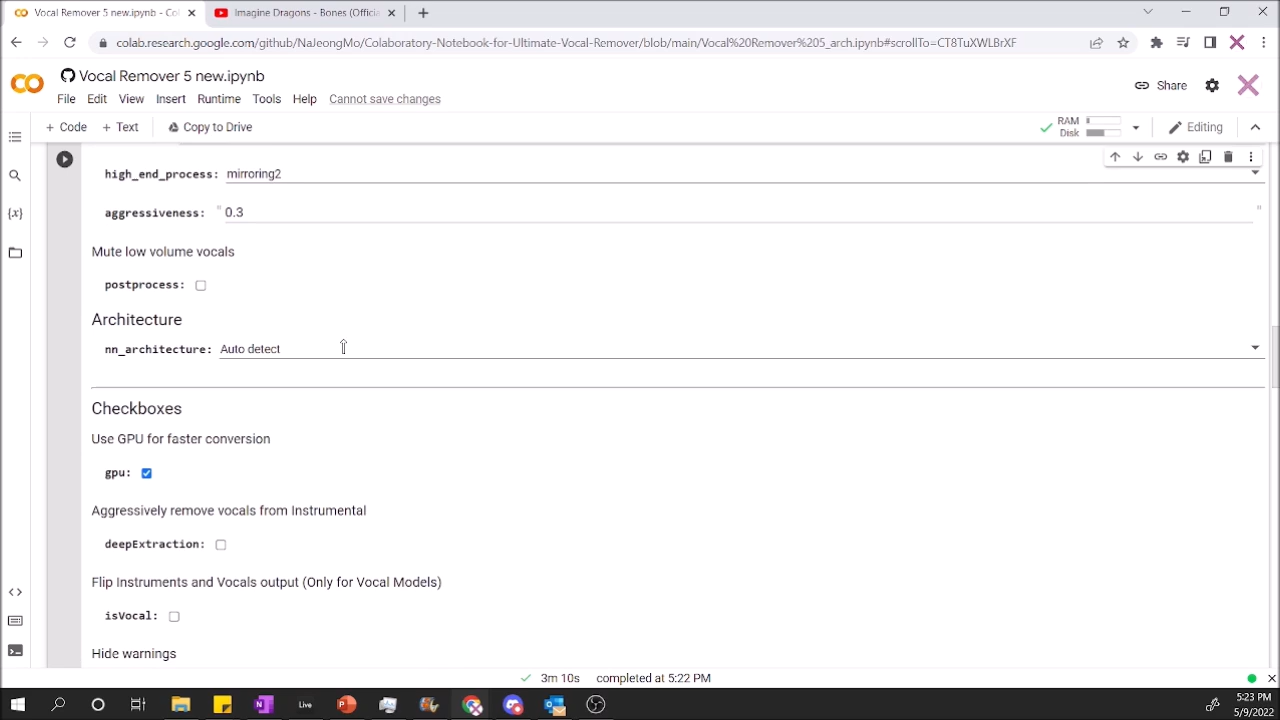 Vocal Remover 5 new.ipynb - Col
Imagine Dragons - Bones (Officia
colab.research.google.com/github/NaJeongMo/Colaboratory-Notebook-for-Ultimate-Vocal-Remover/blob/main/Vocal%20Remover%205_arch.ipynb#scrollTo=CT8TuXWLBrXF
Vocal Remover 5 new.ipynb
Share
File Edit View Insert Runtime Tools Help Cannot save changes
+ Code + Text Copy to Drive
RAM
Disk
Editing
high_end_process: mirroring2
aggressiveness: " 0.3 "
Mute low volume vocals
postprocess:
Architecture
nn_architecture: Auto detect
Checkboxes
Use GPU for faster conversion
gpu:
Aggressively remove vocals from Instrumental
deepExtraction:
Flip Instruments and Vocals output (Only for Vocal Models)
isVocal:
Hide warnings
3m 10s completed at 5:22 PM
Live
5:23 PM
5/9/2022